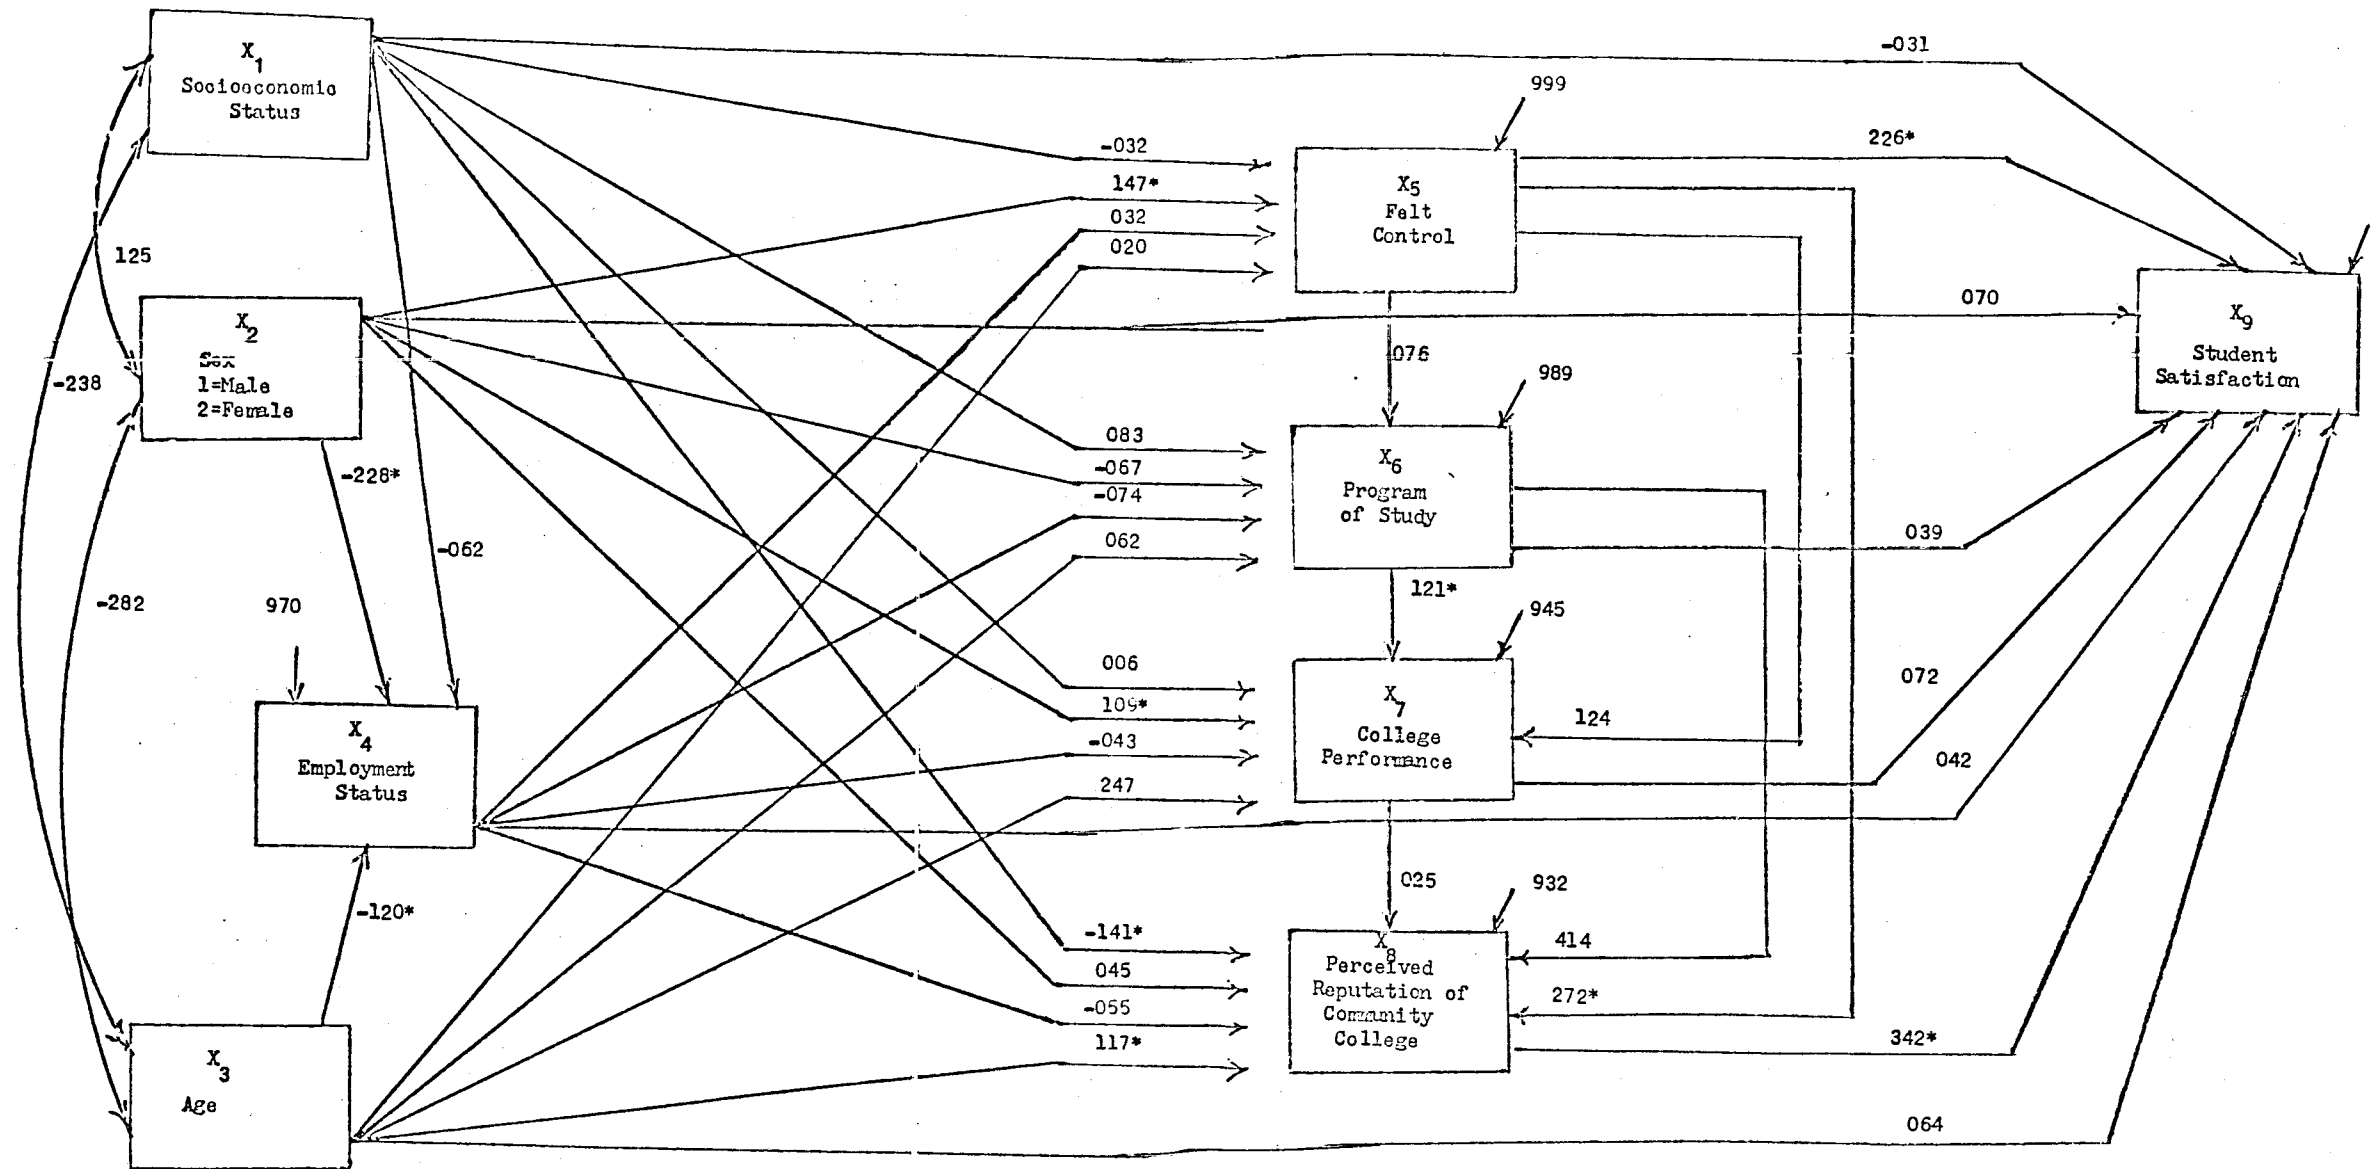 X1
Socioeconomic
Status
-031
999
-032
226*
147*
X5
Felt
Control
032
020
125
X2
Sex
1=Male
2=Female
070
X9
Student
Satisfaction
-238
076
989
083
-067
-074
X6
Program
of Study
-228*
062
039
-062
-282
970
121*
945
006
072
109*
X7
College
Performance
124
-043
X4
Employment
Status
247
042
025
932
-120*
-141*
414
X8
Perceived
Reputation of
Community
College
045
272*
-055
117*
342*
X3
Age
064